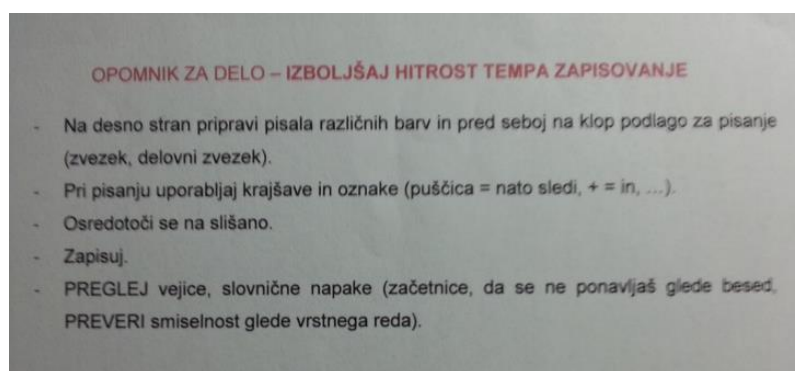 OPOMNIK ZA DELO – IZBOLJŠAJ HITROST TEMPA ZAPISOVANJE
- Na desno stran pripravi pisala različnih barv in pred seboj na klop podlago za pisanje
(zvezek, delovni zvezek).
- Pri pisanju uporabljaj krajšave in oznake (puščica = nato sledi, + = in, ...).
- Osredotoči se na slišano.
- Zapisuj.
- PREGLEJ vejice, slovnične napake (začetnice, da se ne ponavljaš glede besed,
PREVERI smiselnost glede vrstnega reda).